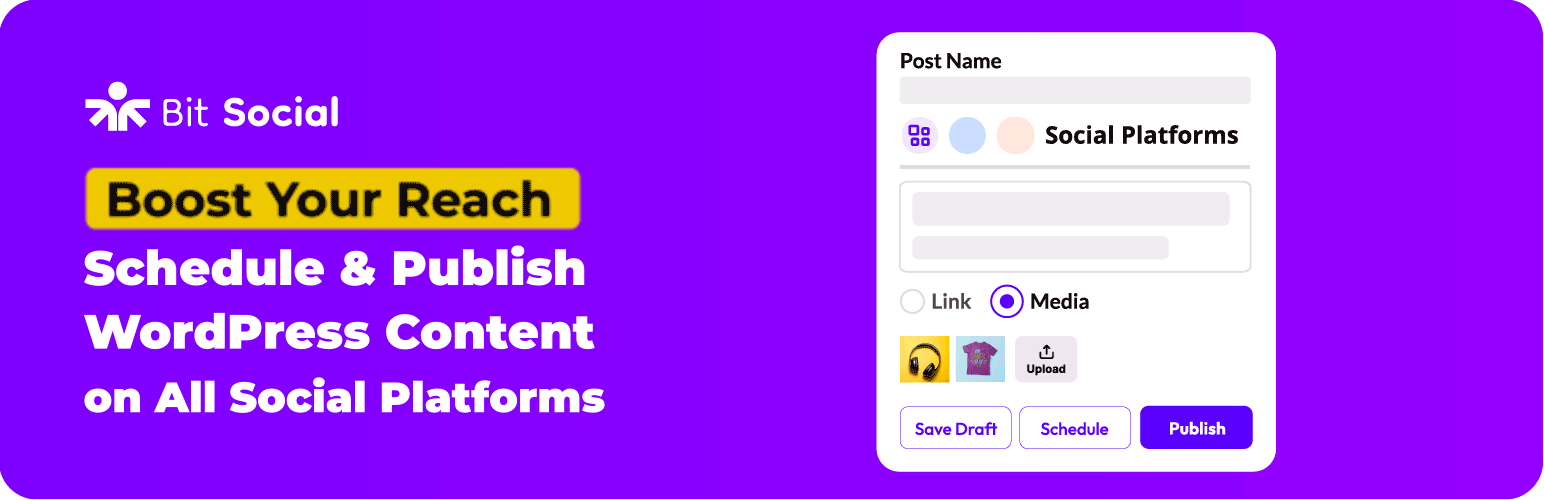 Bit Social
Boost Your Reach
Schedule & Publish
WordPress Content
on All Social Platforms
Post Name
Social Platforms
Link
Media
Upload
Save Draft
Schedule
Publish